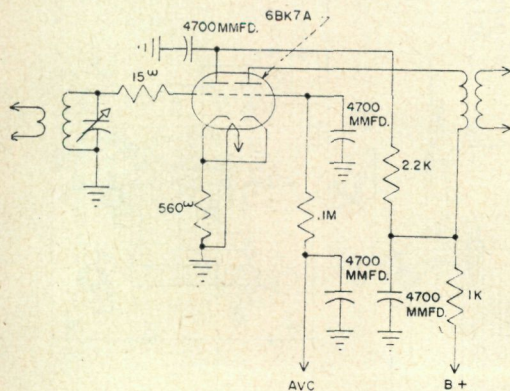 4700MMFD.
6BK7A
15ω
4700
MMFD.
2.2K
560ω
.1M
4700
MMFD.
4700
MMFD.
1K
AVC
B+